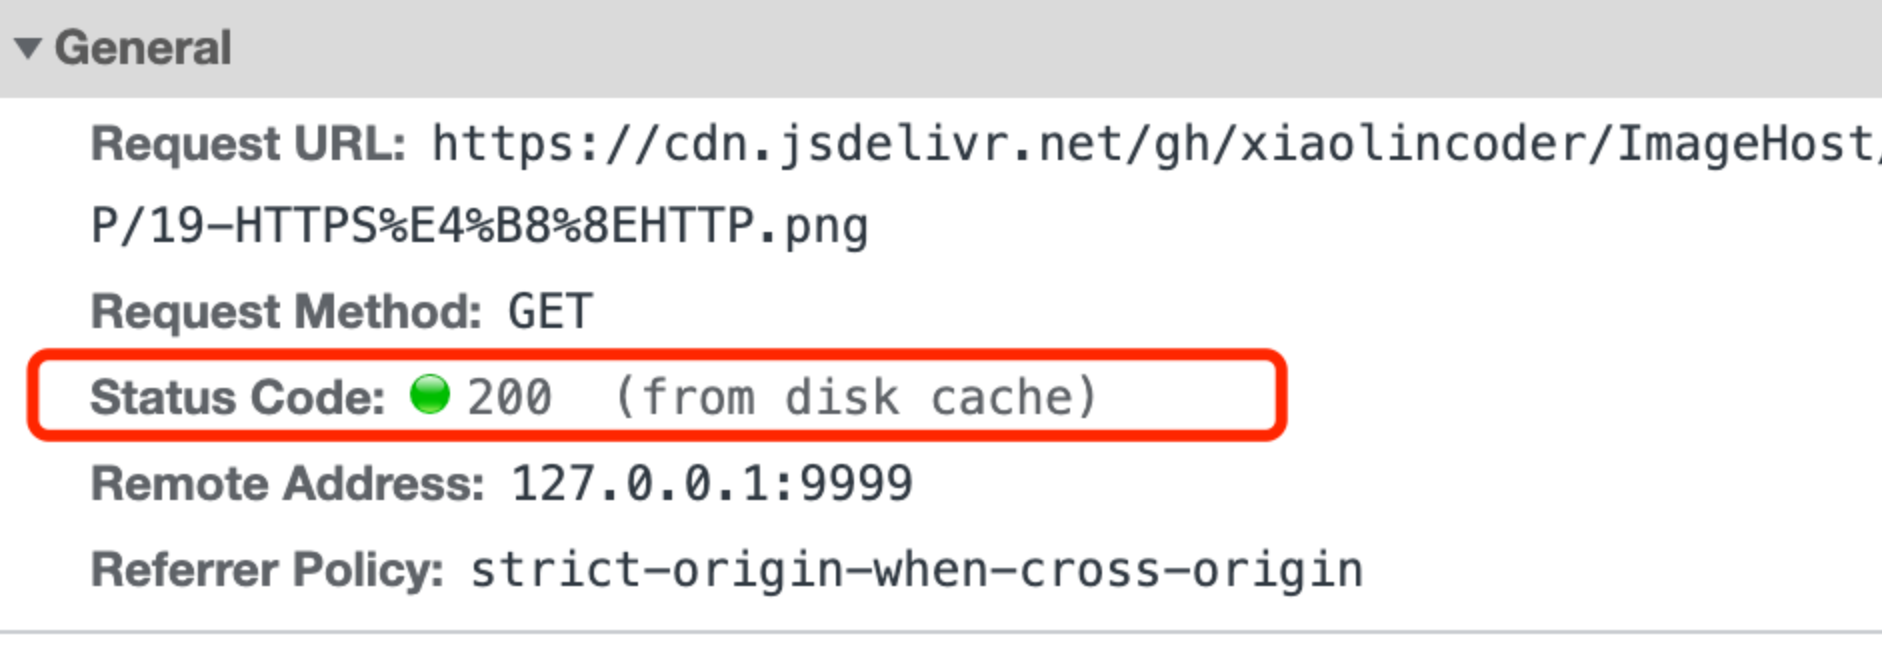 General
Request URL: https://cdn.jsdelivr.net/gh/xiaolincoder/ImageHost/
P/19-HTTPS%E4%B8%8EHTTP.png
Request Method: GET
Status Code: 200 (from disk cache)
Remote Address: 127.0.0.1:9999
Referrer Policy: strict-origin-when-cross-origin